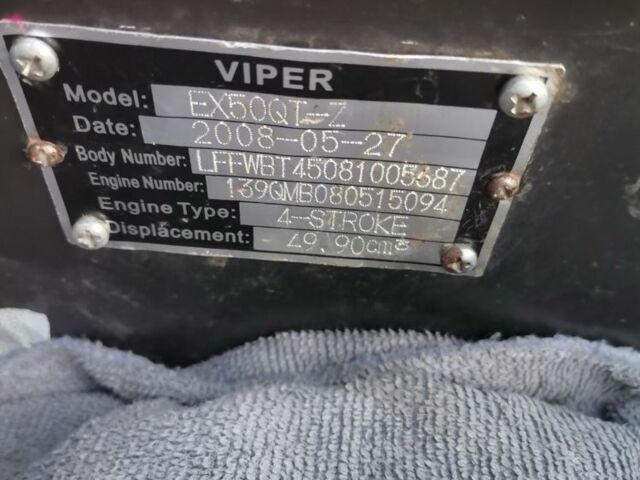 VIPER
Model: EX50QT-Z
Date: 2008-05-27
Body Number: LFFWBT45081005687
Engine Number: 139QMB080515094
Engine Type: 4-STROKE
Displacement: 49.90cm³